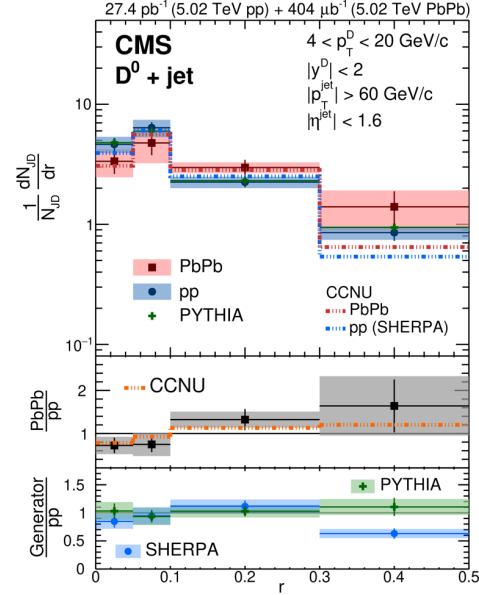 27.4 pb⁻¹ (5.02 TeV pp) + 404 μb⁻¹ (5.02 TeV PbPb)
CMS
D⁰ + jet
4 < p_T^D < 20 GeV/c
|y^D| < 2
|p_T^jet| > 60 GeV/c
|η^jet| < 1.6
10
1
10⁻¹
1/N_JD dN_JD/dr
PbPb
pp
PYTHIA
CCNU
PbPb
pp (SHERPA)
2
1
PbPb/pp
CCNU
1.5
1
0.5
0
Generator/pp
PYTHIA
SHERPA
0 0.1 0.2 0.3 0.4 0.5
r